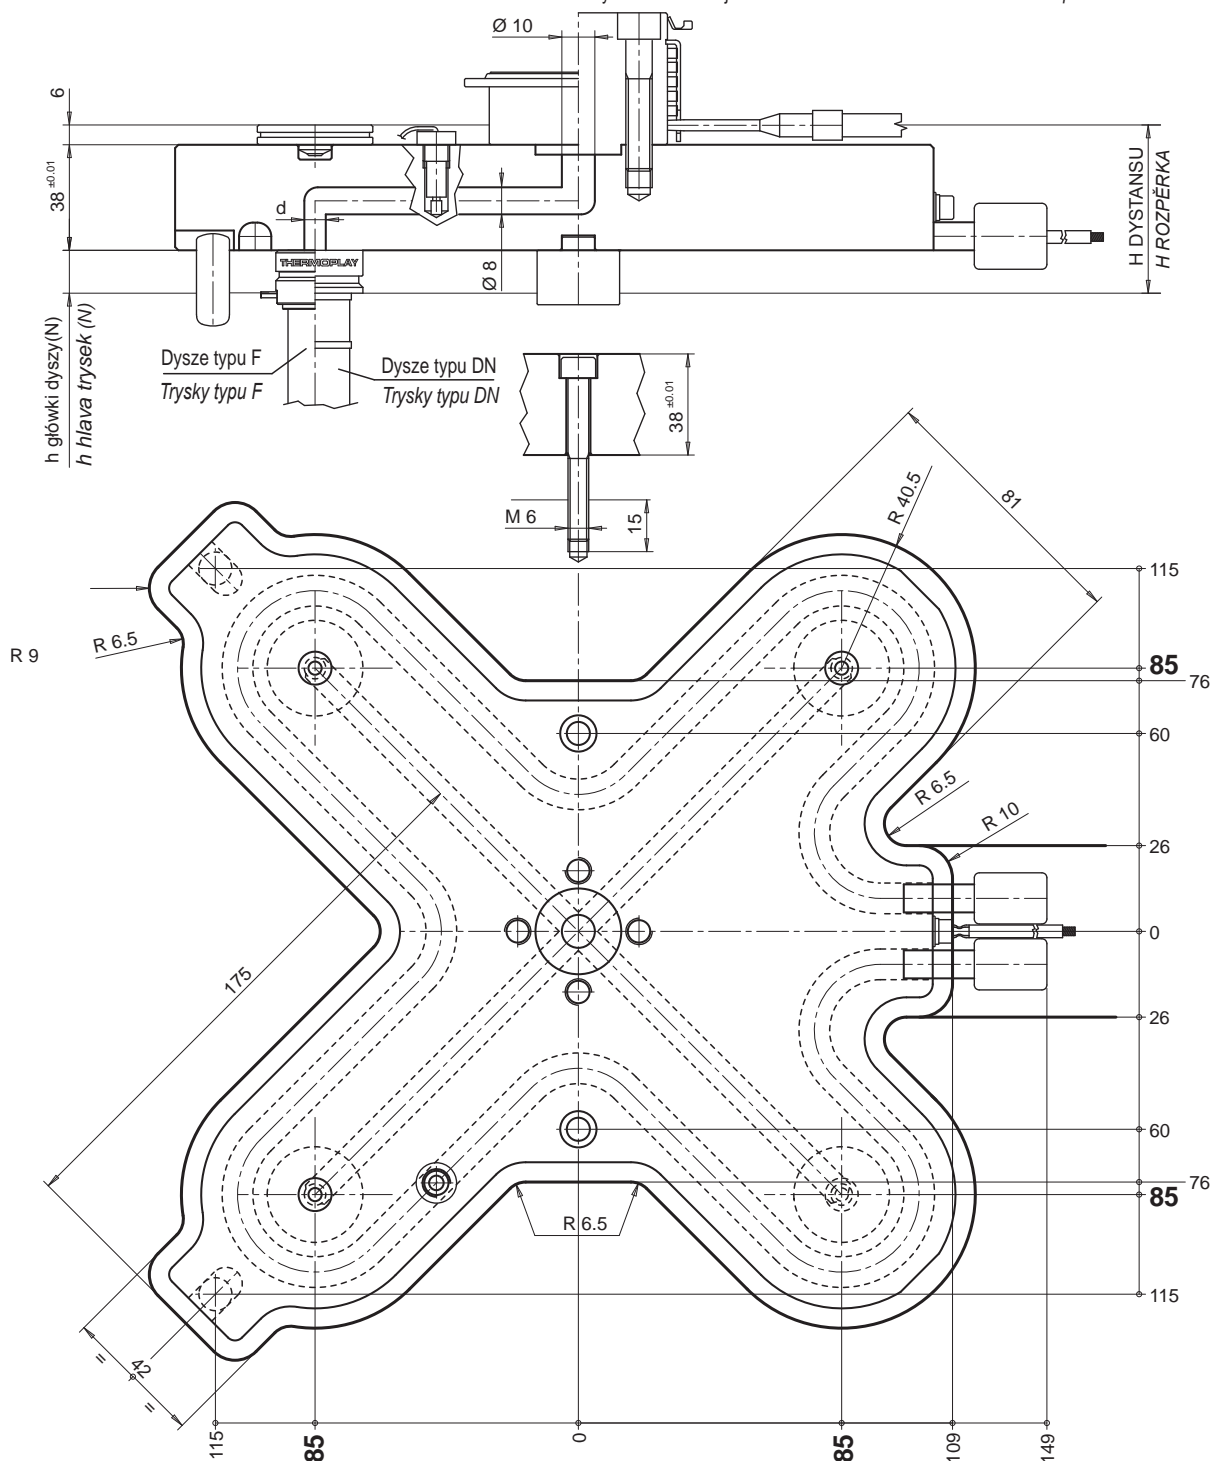 Ø 10
6
38 ±0.01
d
THERMOPLAY
Ø 8
H DYSTANSU
H ROZPĚRKA
h główki dyszy(N)
h hlava trysek (N)
Dysze typu F
Trysky typu F
Dysze typu DN
Trysky typu DN
38 ±0.01
M 6
15
R 40.5
81
115
R 6.5
R 9
85
76
60
R 6.5
R 10
26
0
175
26
60
76
85
R 6.5
115
=
42
=
115
85
0
85
109
149